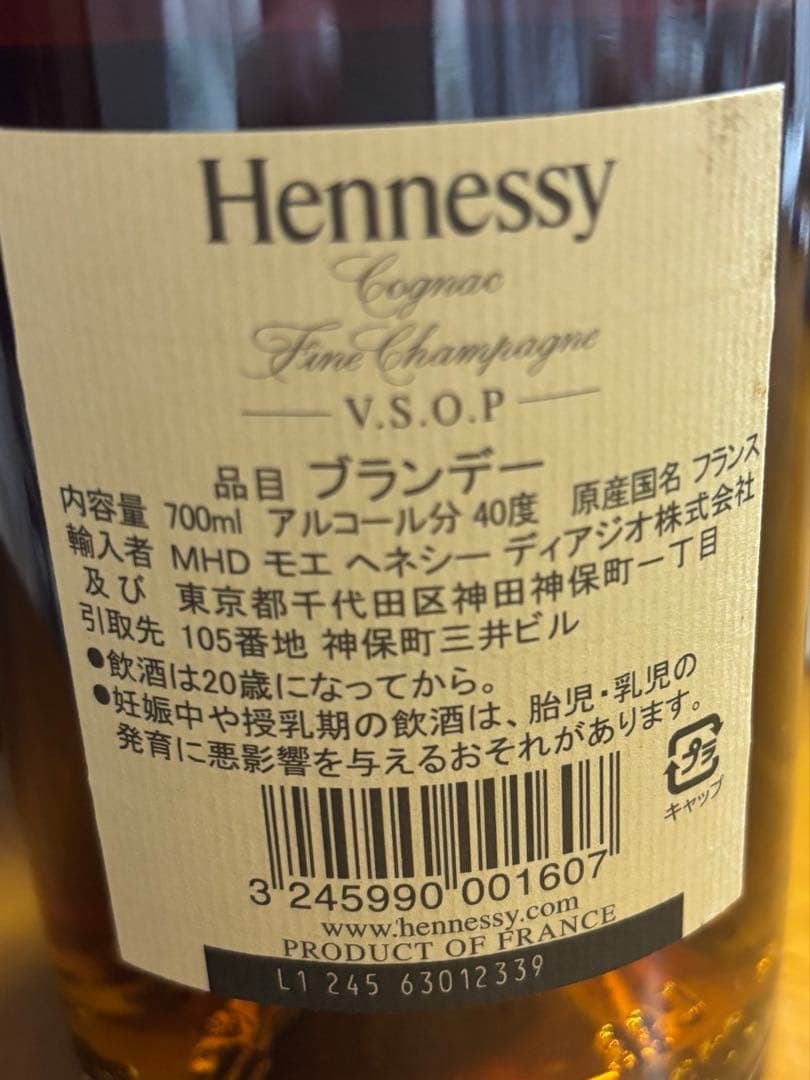 Hennessy
Cognac
Fine Champagne
V.S.O.P
品目 ブランデー
内容量 700ml アルコール分 40度 原産国名 フランス
輸入者 MHD モエ ヘネシー ディアジオ株式会社
及び 東京都千代田区神田神保町一丁目
引取先 105番地 神保町三井ビル
●飲酒は20歳になってから。
●妊娠中や授乳期の飲酒は、胎児・乳児の
発育に悪影響を与えるおそれがあります。
プラ
キャップ
3 245990 001607
www.hennessy.com
PRODUCT OF FRANCE
L1 245 63012339